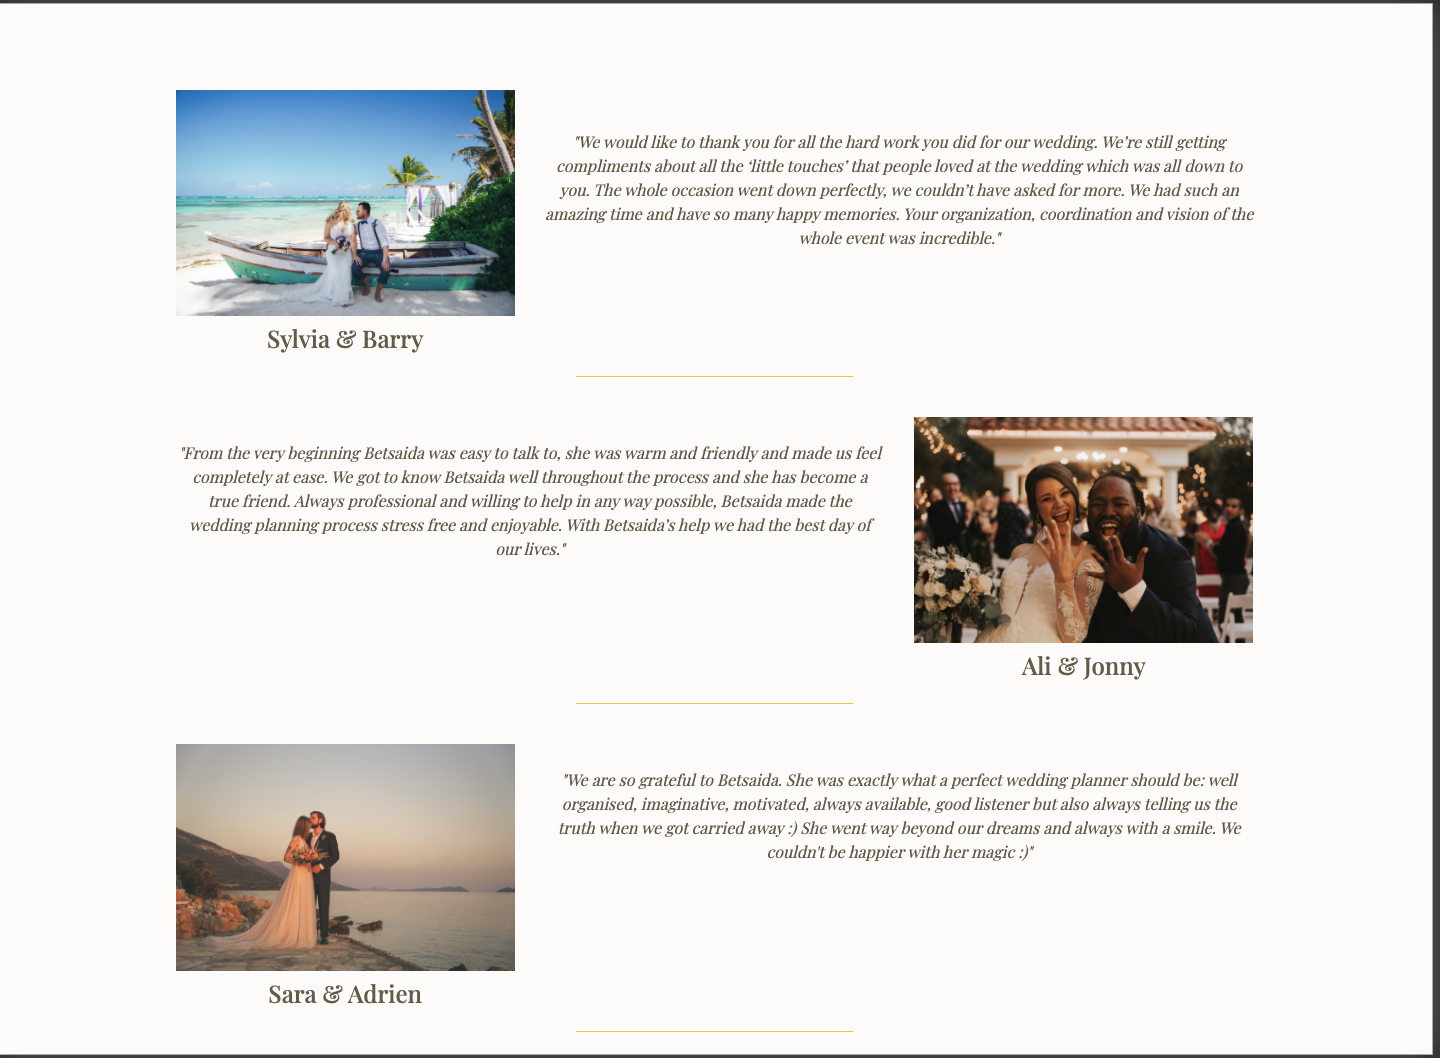 "We would like to thank you for all the hard work you did for our wedding. We’re still getting
compliments about all the ‘little touches’ that people loved at the wedding which was all down to
you. The whole occasion went down perfectly, we couldn’t have asked for more. We had such an
amazing time and have so many happy memories. Your organization, coordination and vision of the
whole event was incredible."
Sylvia & Barry
"From the very beginning Betsaida was easy to talk to, she was warm and friendly and made us feel
completely at ease. We got to know Betsaida well throughout the process and she has become a
true friend. Always professional and willing to help in any way possible, Betsaida made the
wedding planning process stress free and enjoyable. With Betsaida’s help we had the best day of
our lives."
Ali & Jonny
"We are so grateful to Betsaida. She was exactly what a perfect wedding planner should be: well
organised, imaginative, motivated, always available, good listener but also always telling us the
truth when we got carried away :) She went way beyond our dreams and always with a smile. We
couldn't be happier with her magic :)"
Sara & Adrien